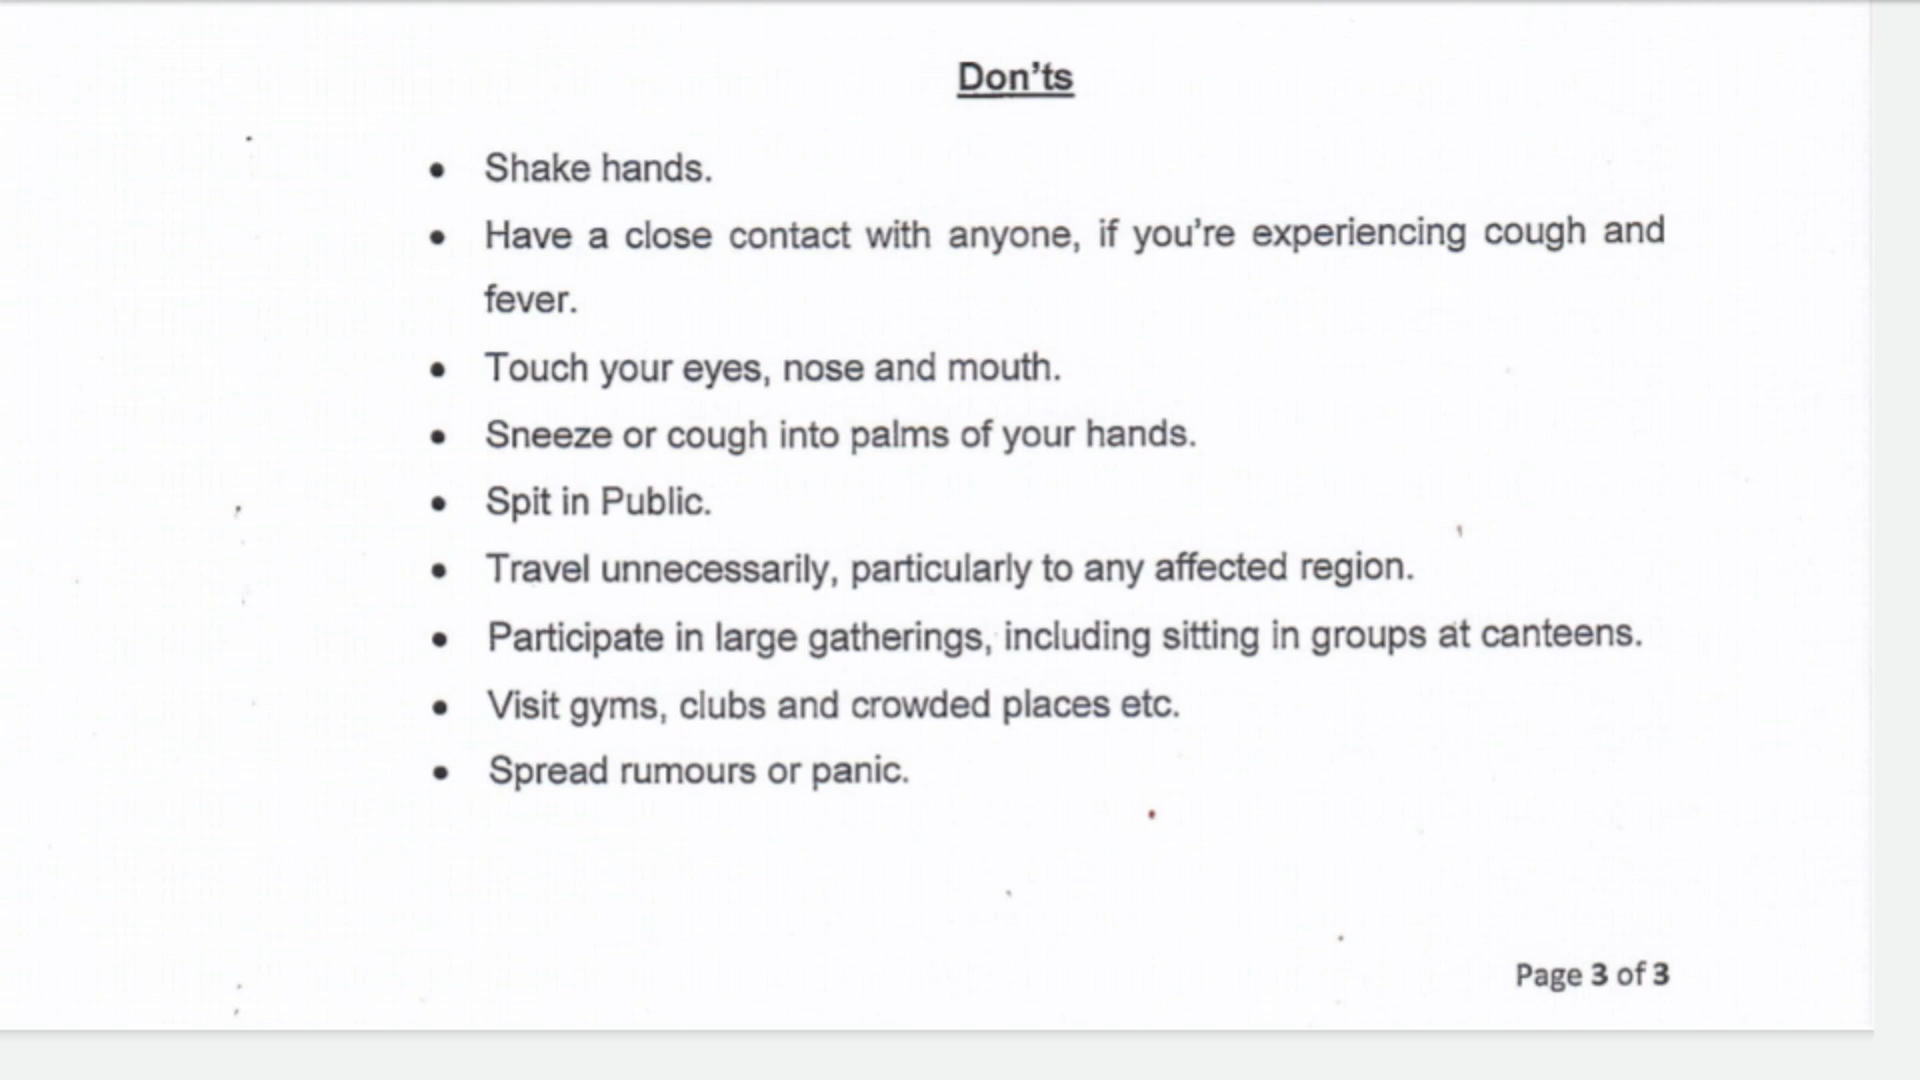 Don'ts
• Shake hands.
• Have a close contact with anyone, if you're experiencing cough and
fever.
• Touch your eyes, nose and mouth.
• Sneeze or cough into palms of your hands.
• Spit in Public.
• Travel unnecessarily, particularly to any affected region.
• Participate in large gatherings, including sitting in groups at canteens.
• Visit gyms, clubs and crowded places etc.
• Spread rumours or panic.
Page 3 of 3